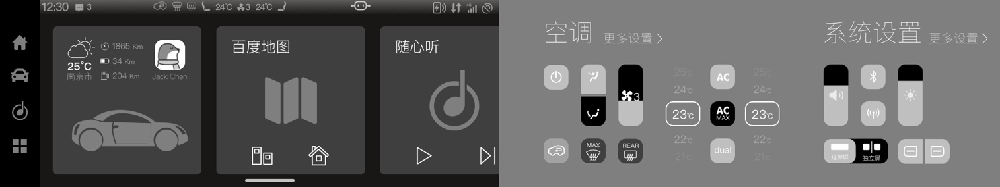 12:30 3 24°C 3 24°C 4G
1865 Km
34 Km
204 Km
25°C
南京市
Jack Chen
百度地图
随心听
空调 更多设置
25℃ AC 25℃
24℃ 24℃
3
23℃ AC MAX 23℃
22℃ 22℃
21℃ dual 21℃
MAX REAR
系统设置 更多设置
延伸屏 独立屏